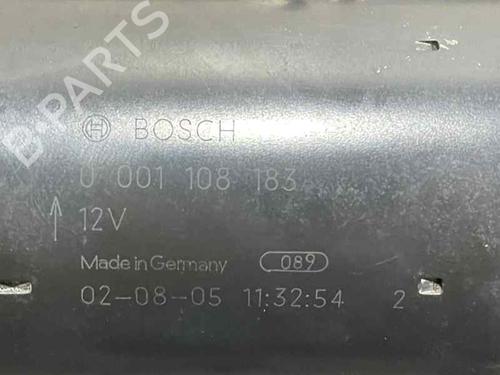 B-PARTS
BOSCH
0 001 108 183
12V
Made in Germany 089
02-08-05 11:32:54 2